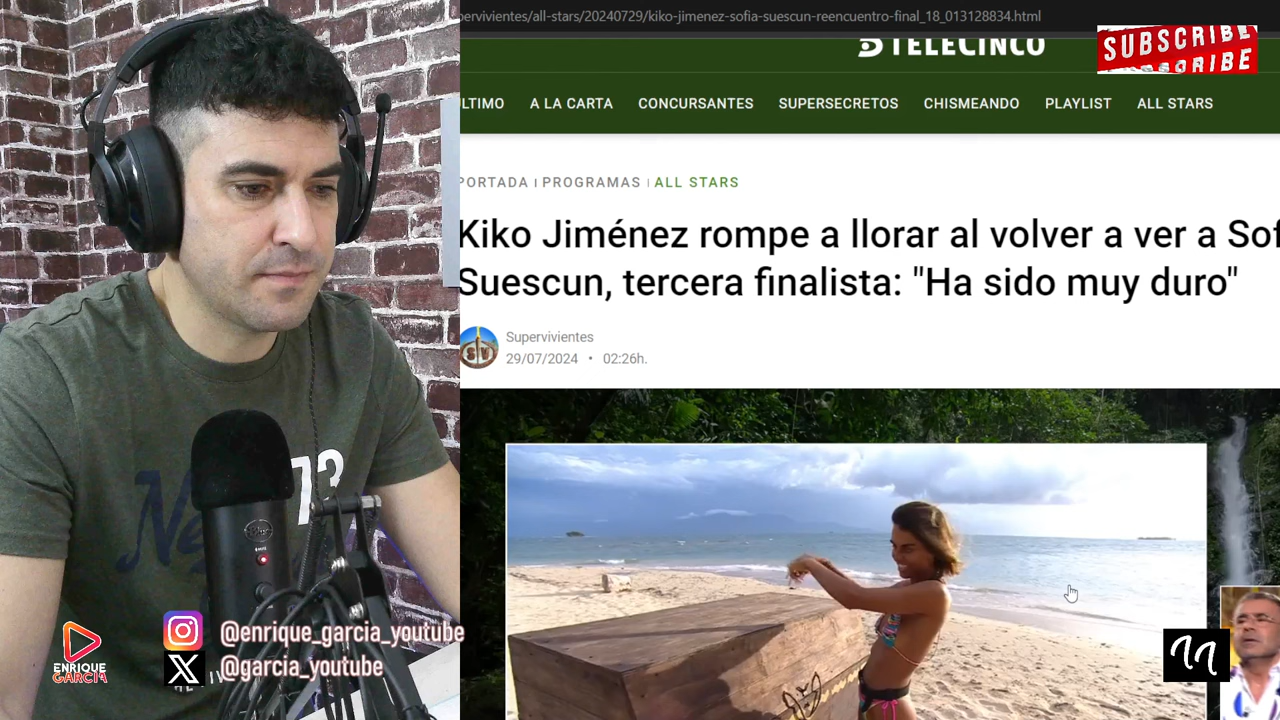 pervivientes/all-stars/20240729/kiko-jimenez-sofia-suescun-reencuentro-final_18_013128834.html
TELECINCO
SUBSCRIBE
LTIMO A LA CARTA CONCURSANTES SUPERSECRETOS CHISMEANDO PLAYLIST ALL STARS
PORTADA | PROGRAMAS | ALL STARS
Kiko Jiménez rompe a llorar al volver a ver a Sof
Suescun, tercera finalista: "Ha sido muy duro"
Supervivientes
29/07/2024 • 02:26h.
73
@enrique_garcia_youtube
@garcia_youtube
ENRIQUE
GARCIA